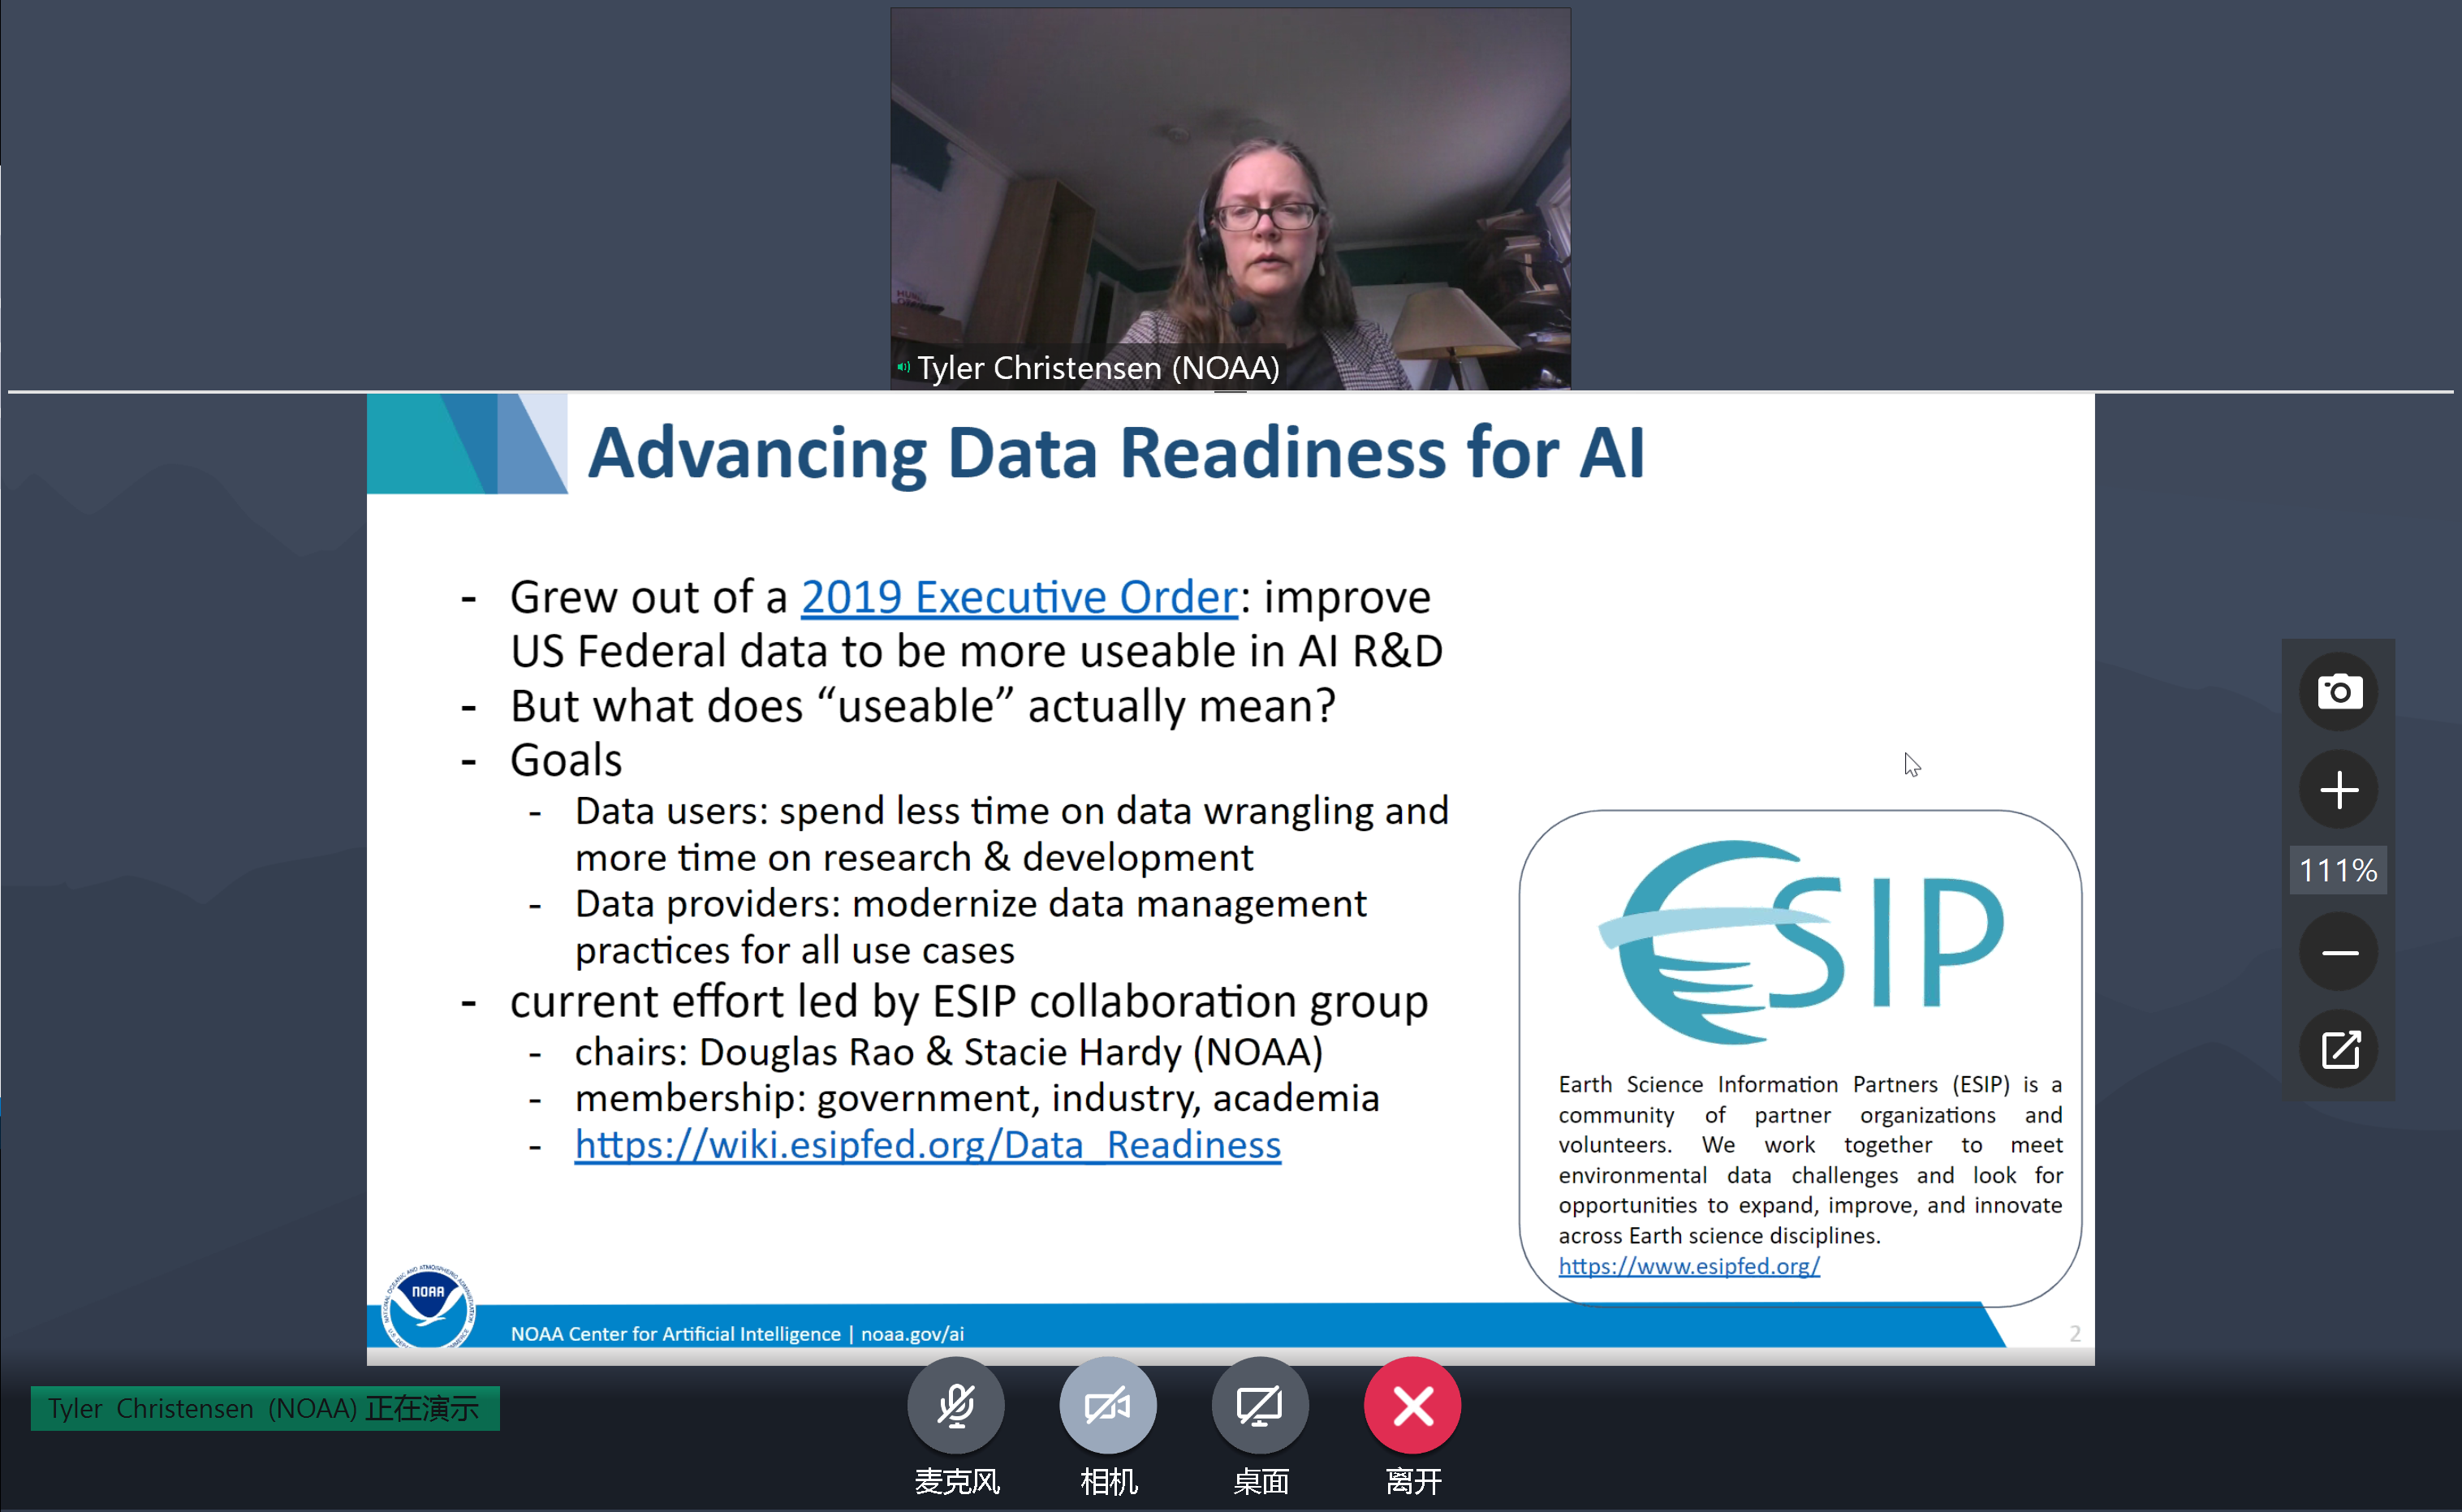 Tyler Christensen (NOAA)
Advancing Data Readiness for AI
- Grew out of a 2019 Executive Order: improve
US Federal data to be more useable in AI R&D
- But what does “useable” actually mean?
- Goals
- Data users: spend less time on data wrangling and
more time on research & development
- Data providers: modernize data management
practices for all use cases
- current effort led by ESIP collaboration group
- chairs: Douglas Rao & Stacie Hardy (NOAA)
- membership: government, industry, academia
- https://wiki.esipfed.org/Data_Readiness
ESIP
Earth Science Information Partners (ESIP) is a
community of partner organizations and
volunteers. We work together to meet
environmental data challenges and look for
opportunities to expand, improve, and innovate
across Earth science disciplines.
https://www.esipfed.org/
NOAA
NOAA Center for Artificial Intelligence | noaa.gov/ai
2
111%
Tyler Christensen (NOAA) 正在演示
麦克风
相机
桌面
离开